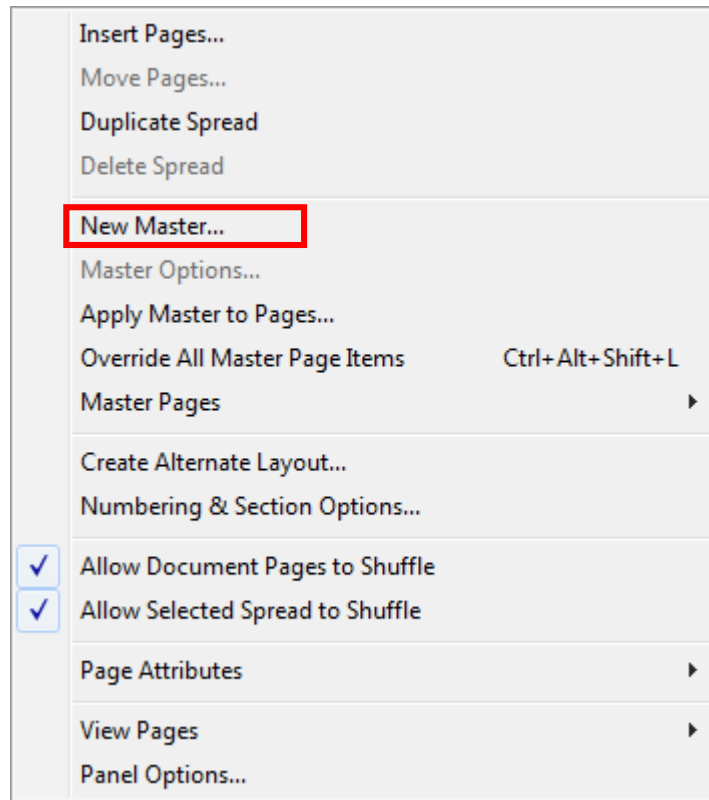 Insert Pages...
Move Pages...
Duplicate Spread
Delete Spread
New Master...
Master Options...
Apply Master to Pages...
Override All Master Page Items Ctrl+Alt+Shift+L
Master Pages
Create Alternate Layout...
Numbering & Section Options...
Allow Document Pages to Shuffle
Allow Selected Spread to Shuffle
Page Attributes
View Pages
Panel Options...